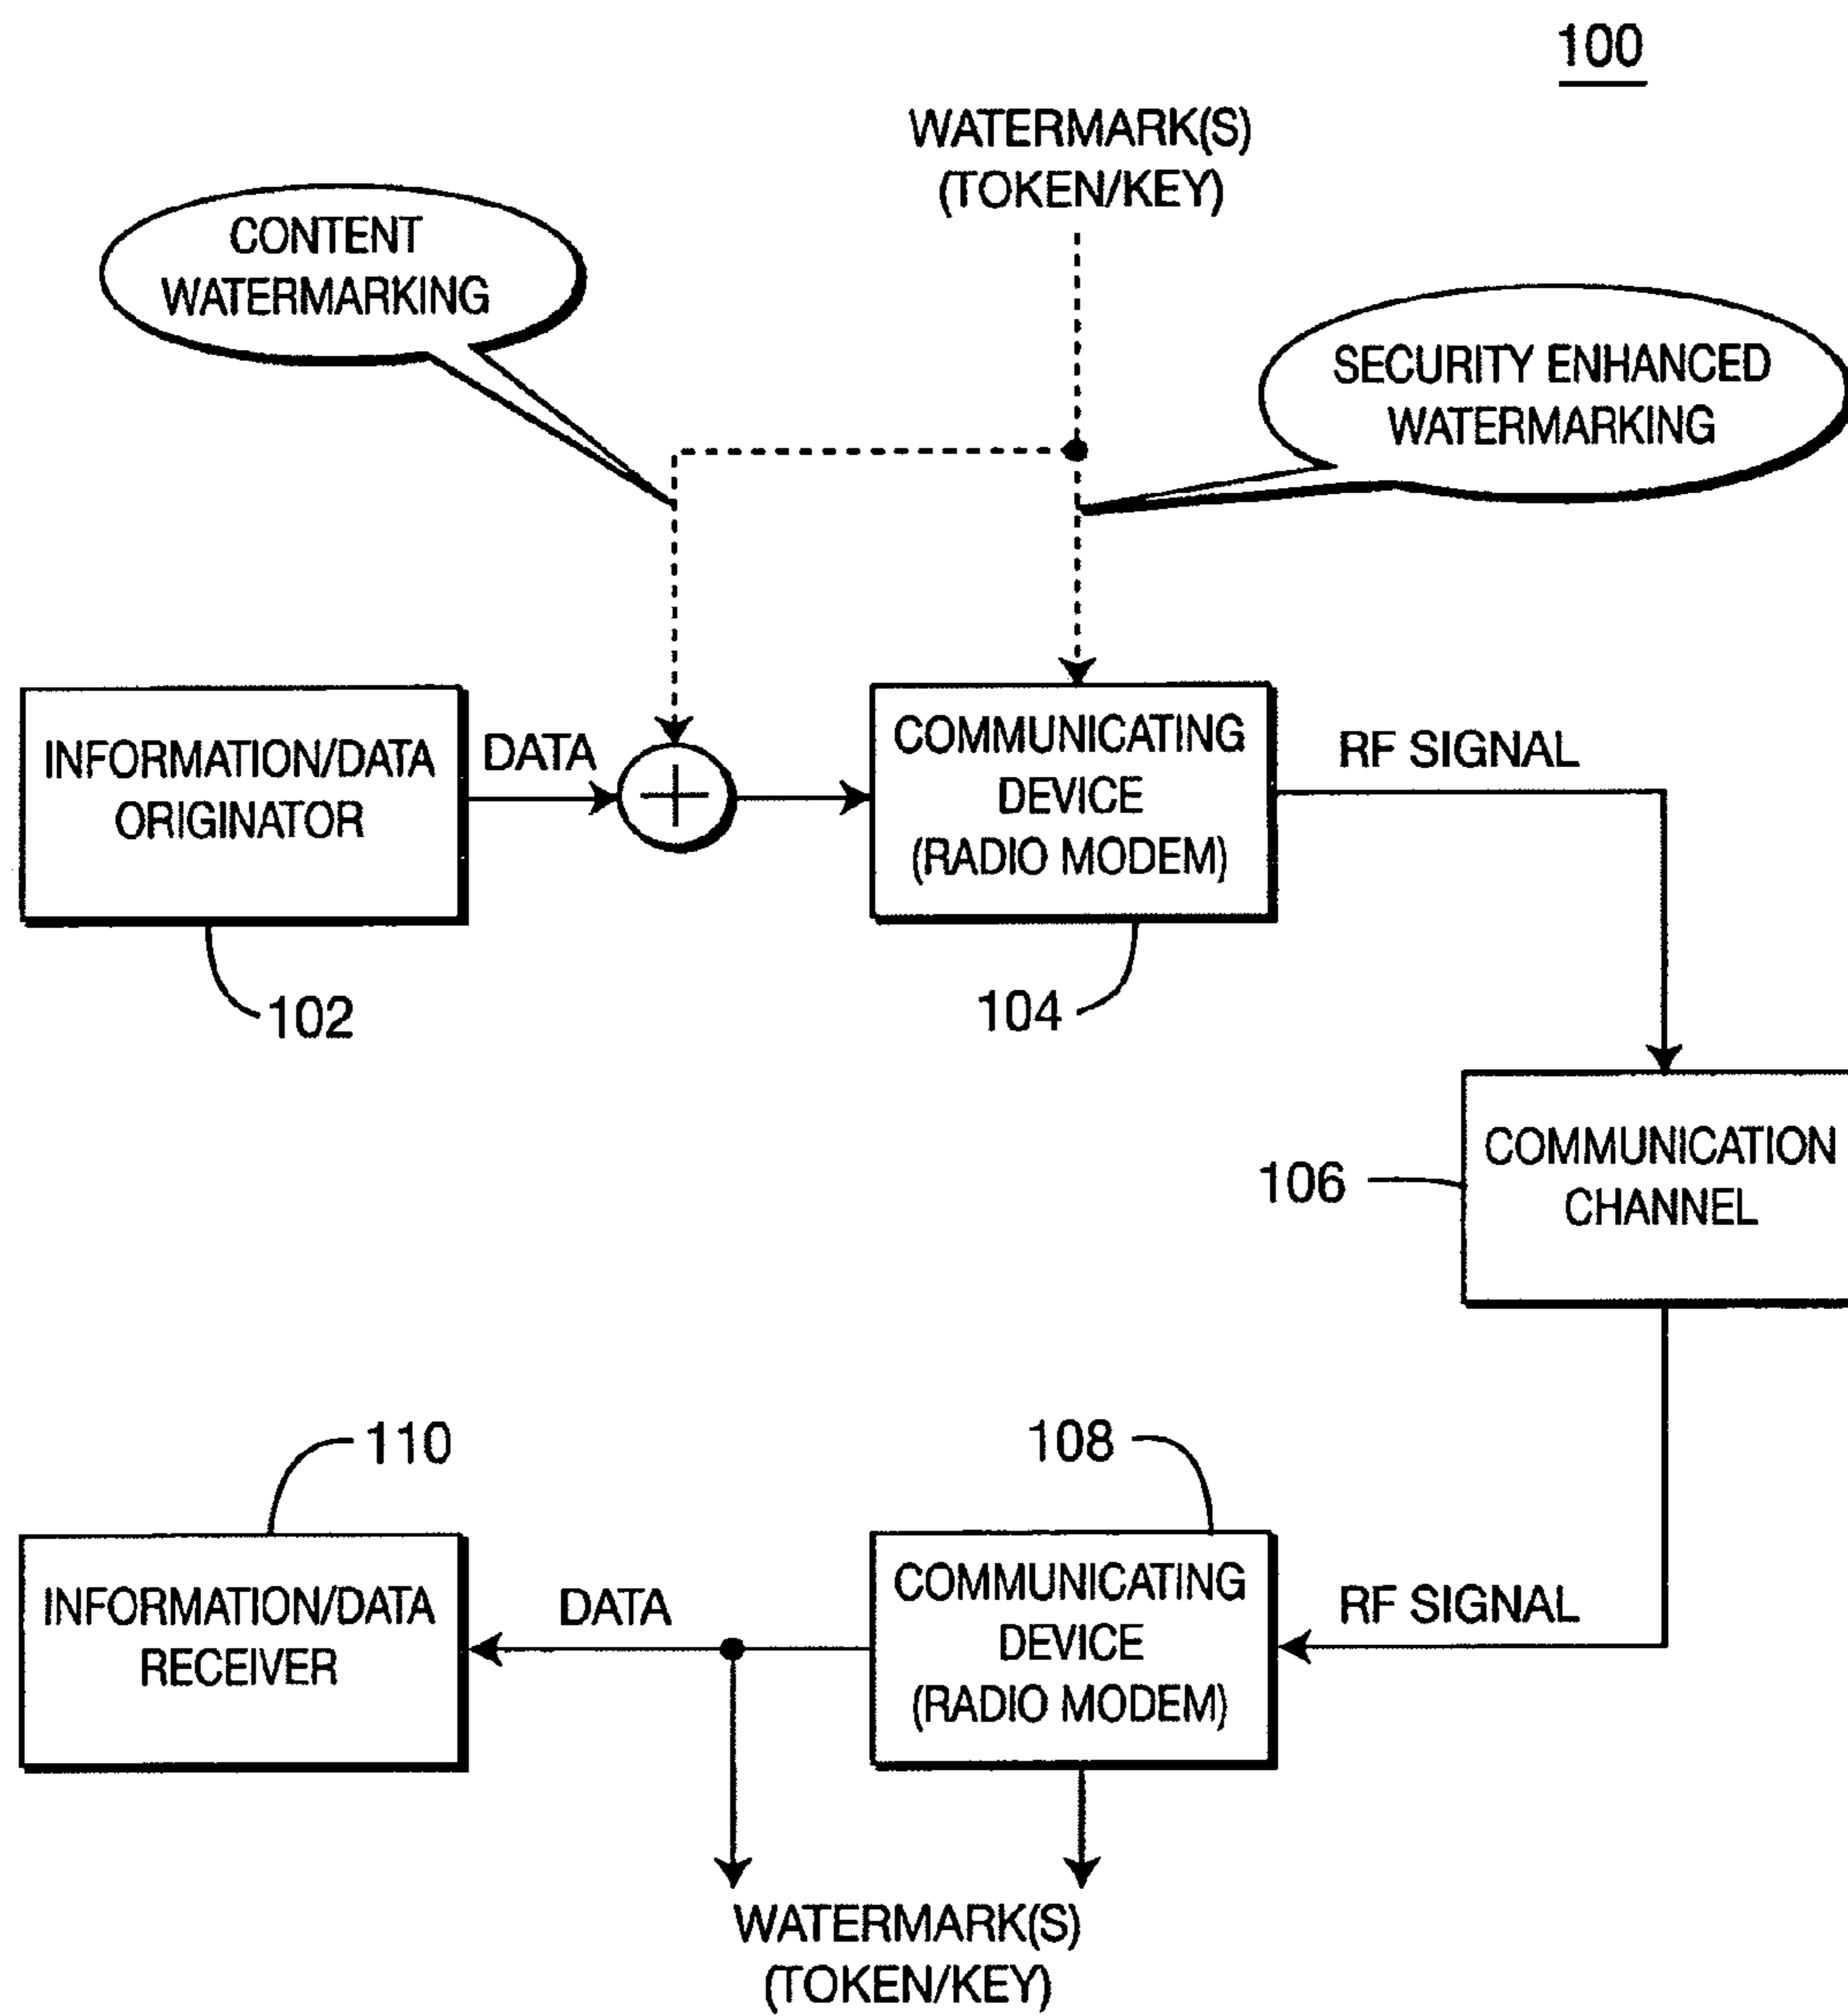 100
WATERMARK(S)
(TOKEN/KEY)
CONTENT
WATERMARKING
SECURITY ENHANCED
WATERMARKING
INFORMATION/DATA
ORIGINATOR
DATA
COMMUNICATING
DEVICE
(RADIO MODEM)
RF SIGNAL
102
104
COMMUNICATION
CHANNEL
106
110
108
INFORMATION/DATA
RECEIVER
DATA
COMMUNICATING
DEVICE
(RADIO MODEM)
RF SIGNAL
WATERMARK(S)
(TOKEN/KEY)